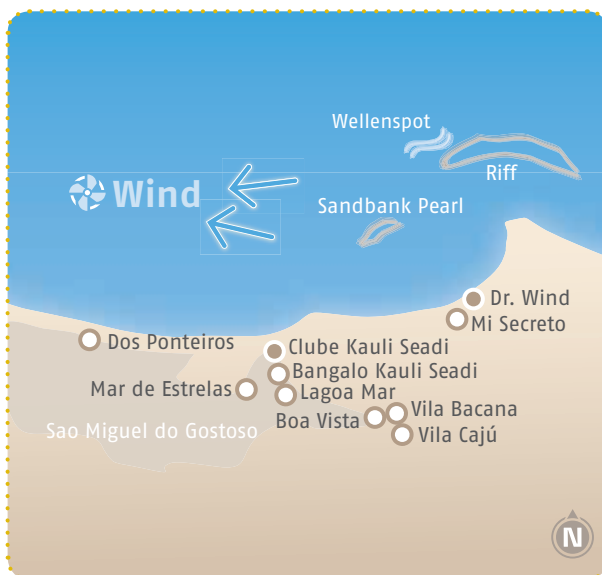 Wellenspot
Riff
Wind
Sandbank Pearl
Dr. Wind
Mi Secreto
Dos Ponteiros
Clube Kauli Seadi
Bangalo Kauli Seadi
Mar de Estrelas
Lagoa Mar
Vila Bacana
Boa Vista
Sao Miguel do Gostoso
Vila Cajú
N